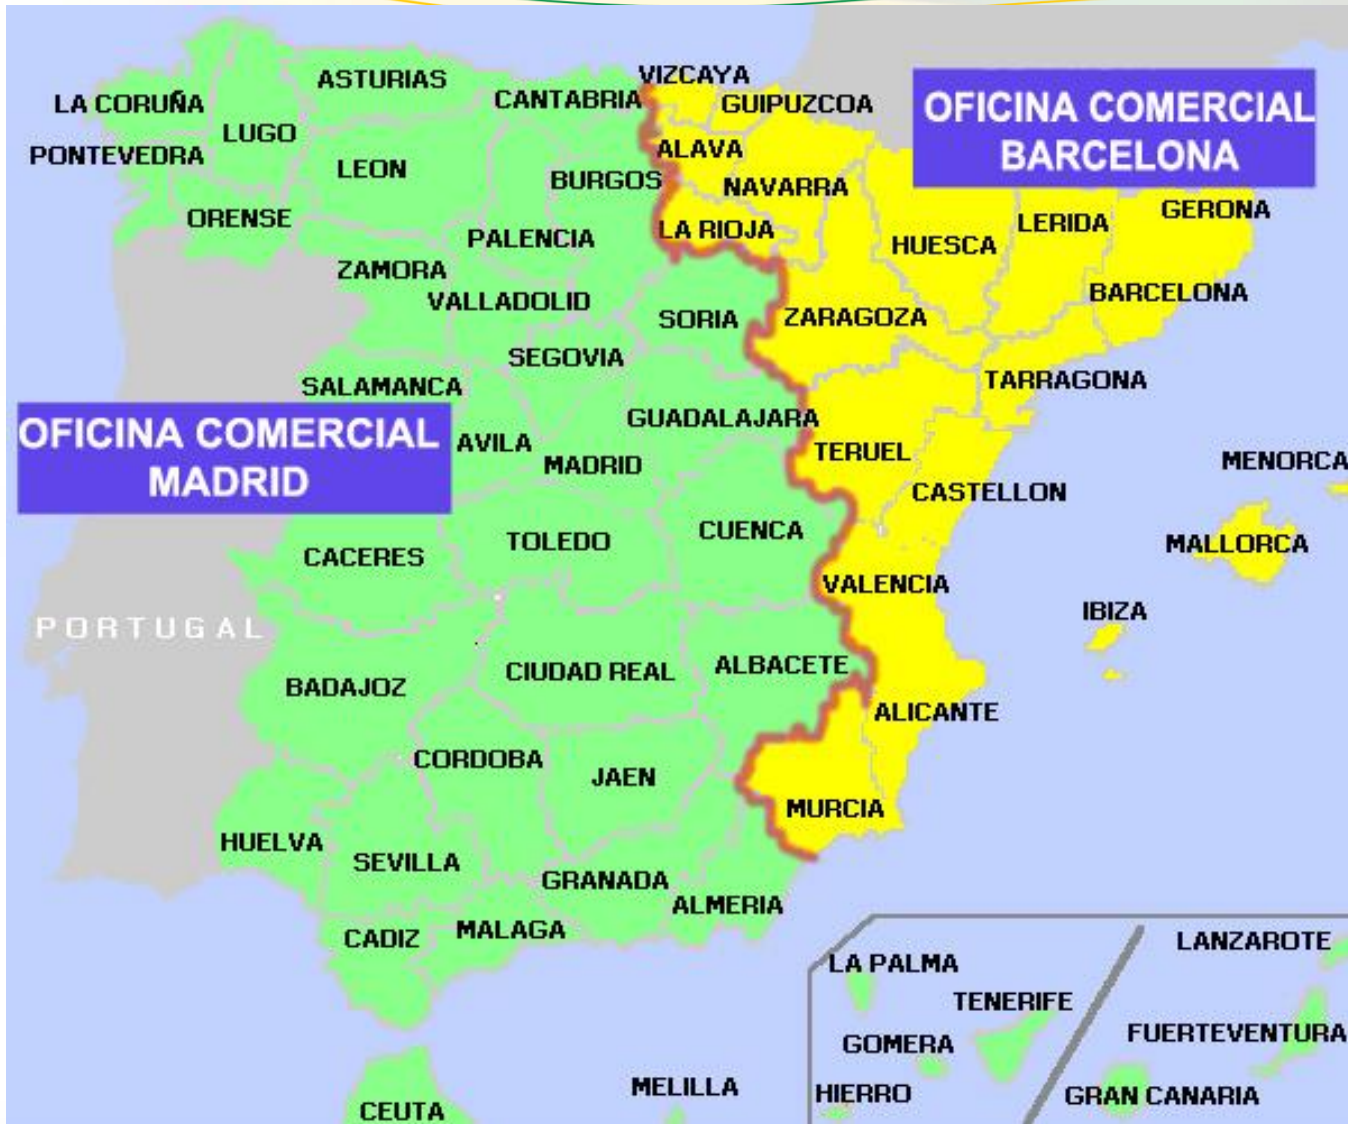 VIZCAYA
ASTURIAS
CANTABRIA
LA CORUÑA
GUIPUZCOA
OFICINA COMERCIAL
BARCELONA
LUGO
PONTEVEDRA
ALAVA
LEON
BURGOS
NAVARRA
ORENSE
LA RIOJA
LERIDA
GERONA
PALENCIA
HUESCA
ZAMORA
VALLADOLID
BARCELONA
SORIA
ZARAGOZA
SEGOVIA
SALAMANCA
TARRAGONA
GUADALAJARA
OFICINA COMERCIAL
MADRID
AVILA
TERUEL
MADRID
MENORCA
CASTELLON
CUENCA
TOLEDO
MALLORCA
CACERES
VALENCIA
IBIZA
PORTUGAL
ALBACETE
CIUDAD REAL
BADAJOZ
ALICANTE
CORDOBA
JAEN
MURCIA
HUELVA
SEVILLA
GRANADA
ALMERIA
MALAGA
CADIZ
LANZAROTE
LA PALMA
TENERIFE
FUERTEVENTURA
GOMERA
MELILLA
HIERRO
GRAN CANARIA
CEUTA